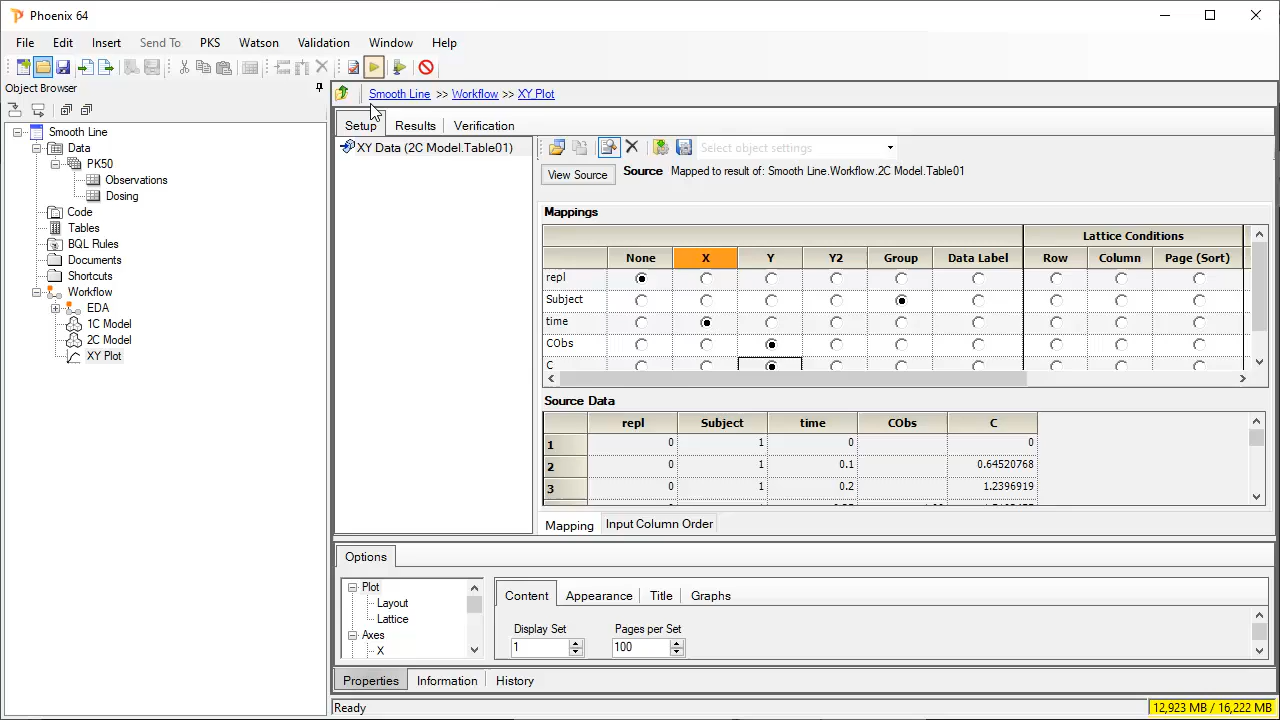 Phoenix 64
File Edit Insert Send To PKS Watson Validation Window Help
Object Browser
Smooth Line >> Workflow >> XY Plot
Setup Results Verification
Smooth Line
Data
PK50
Observations
Dosing
Code
Tables
BQL Rules
Documents
Shortcuts
Workflow
EDA
1C Model
2C Model
XY Plot
XY Data (2C Model.Table01)
Select object settings
View Source Source Mapped to result of: Smooth Line.Workflow.2C Model.Table01
Mappings
Lattice Conditions
None X Y Y2 Group Data Label Row Column Page (Sort)
repl
Subject
time
CObs
C
Source Data
repl Subject time CObs C
1 0 1 0 0
2 0 1 0.1 0.64520768
3 0 1 0.2 1.2396919
Mapping Input Column Order
Options
Plot
Layout
Lattice
Axes
X
Content Appearance Title Graphs
Display Set Pages per Set
1 100
Properties Information History
Ready 12,923 MB / 16,222 MB